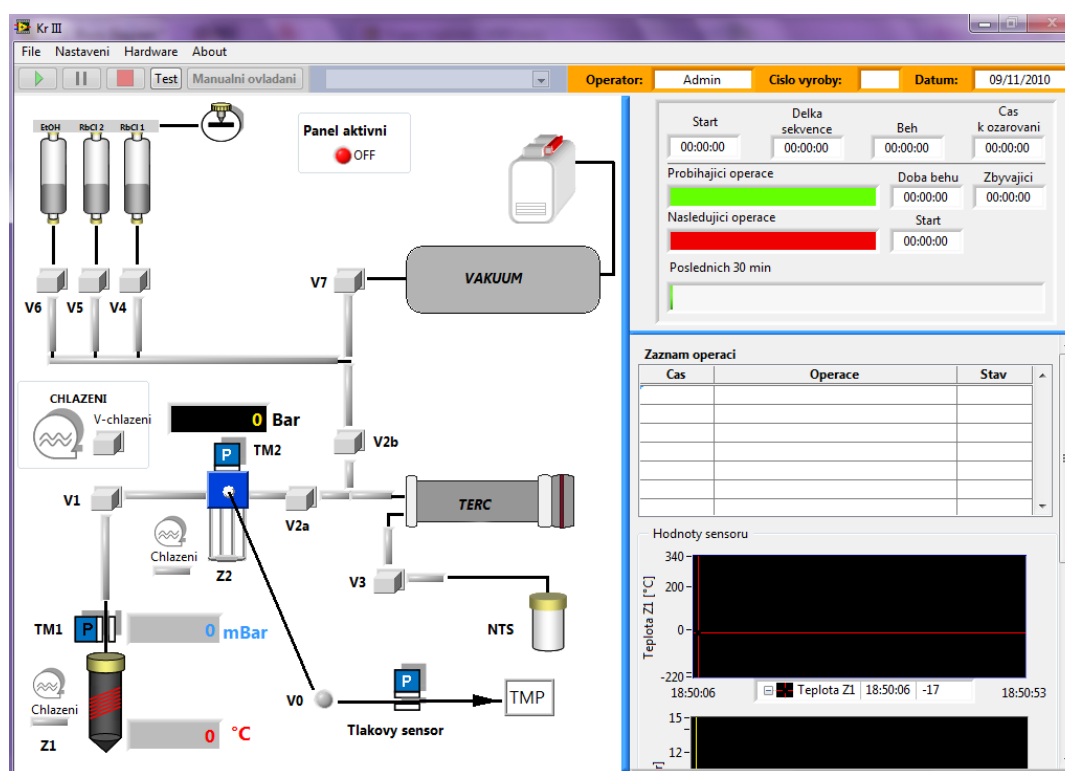 Kr III
File Nastaveni Hardware About
Test Manualni ovladani
Operator: Admin Cislo vyroby: Datum: 09/11/2010
EtOH RbCl 2 RbCl 1
Panel aktivni
OFF
V6 V5 V4
V7
VAKUUM
CHLAZENI
V-chlazeni
0 Bar
P TM2
V2b
V1
V2a
TERC
Chlazeni
Z2
V3
NTS
TM1 P 0 mBar
Chlazeni
Z1
0 °C
V0
P
TMP
Tlakovy sensor
Start
Delka
sekvence
Beh
Cas
k ozarovani
00:00:00 00:00:00 00:00:00 00:00:00
Probihajici operace Doba behu Zbyvajici
00:00:00 00:00:00
Nasledujici operace Start
00:00:00
Poslednich 30 min
Zaznam operaci
Cas Operace Stav
Hodnoty sensoru
Teplota Z1 [°C]
340
200
0
-220
18:50:06 18:50:53
Teplota Z1 18:50:06 -17
15
12